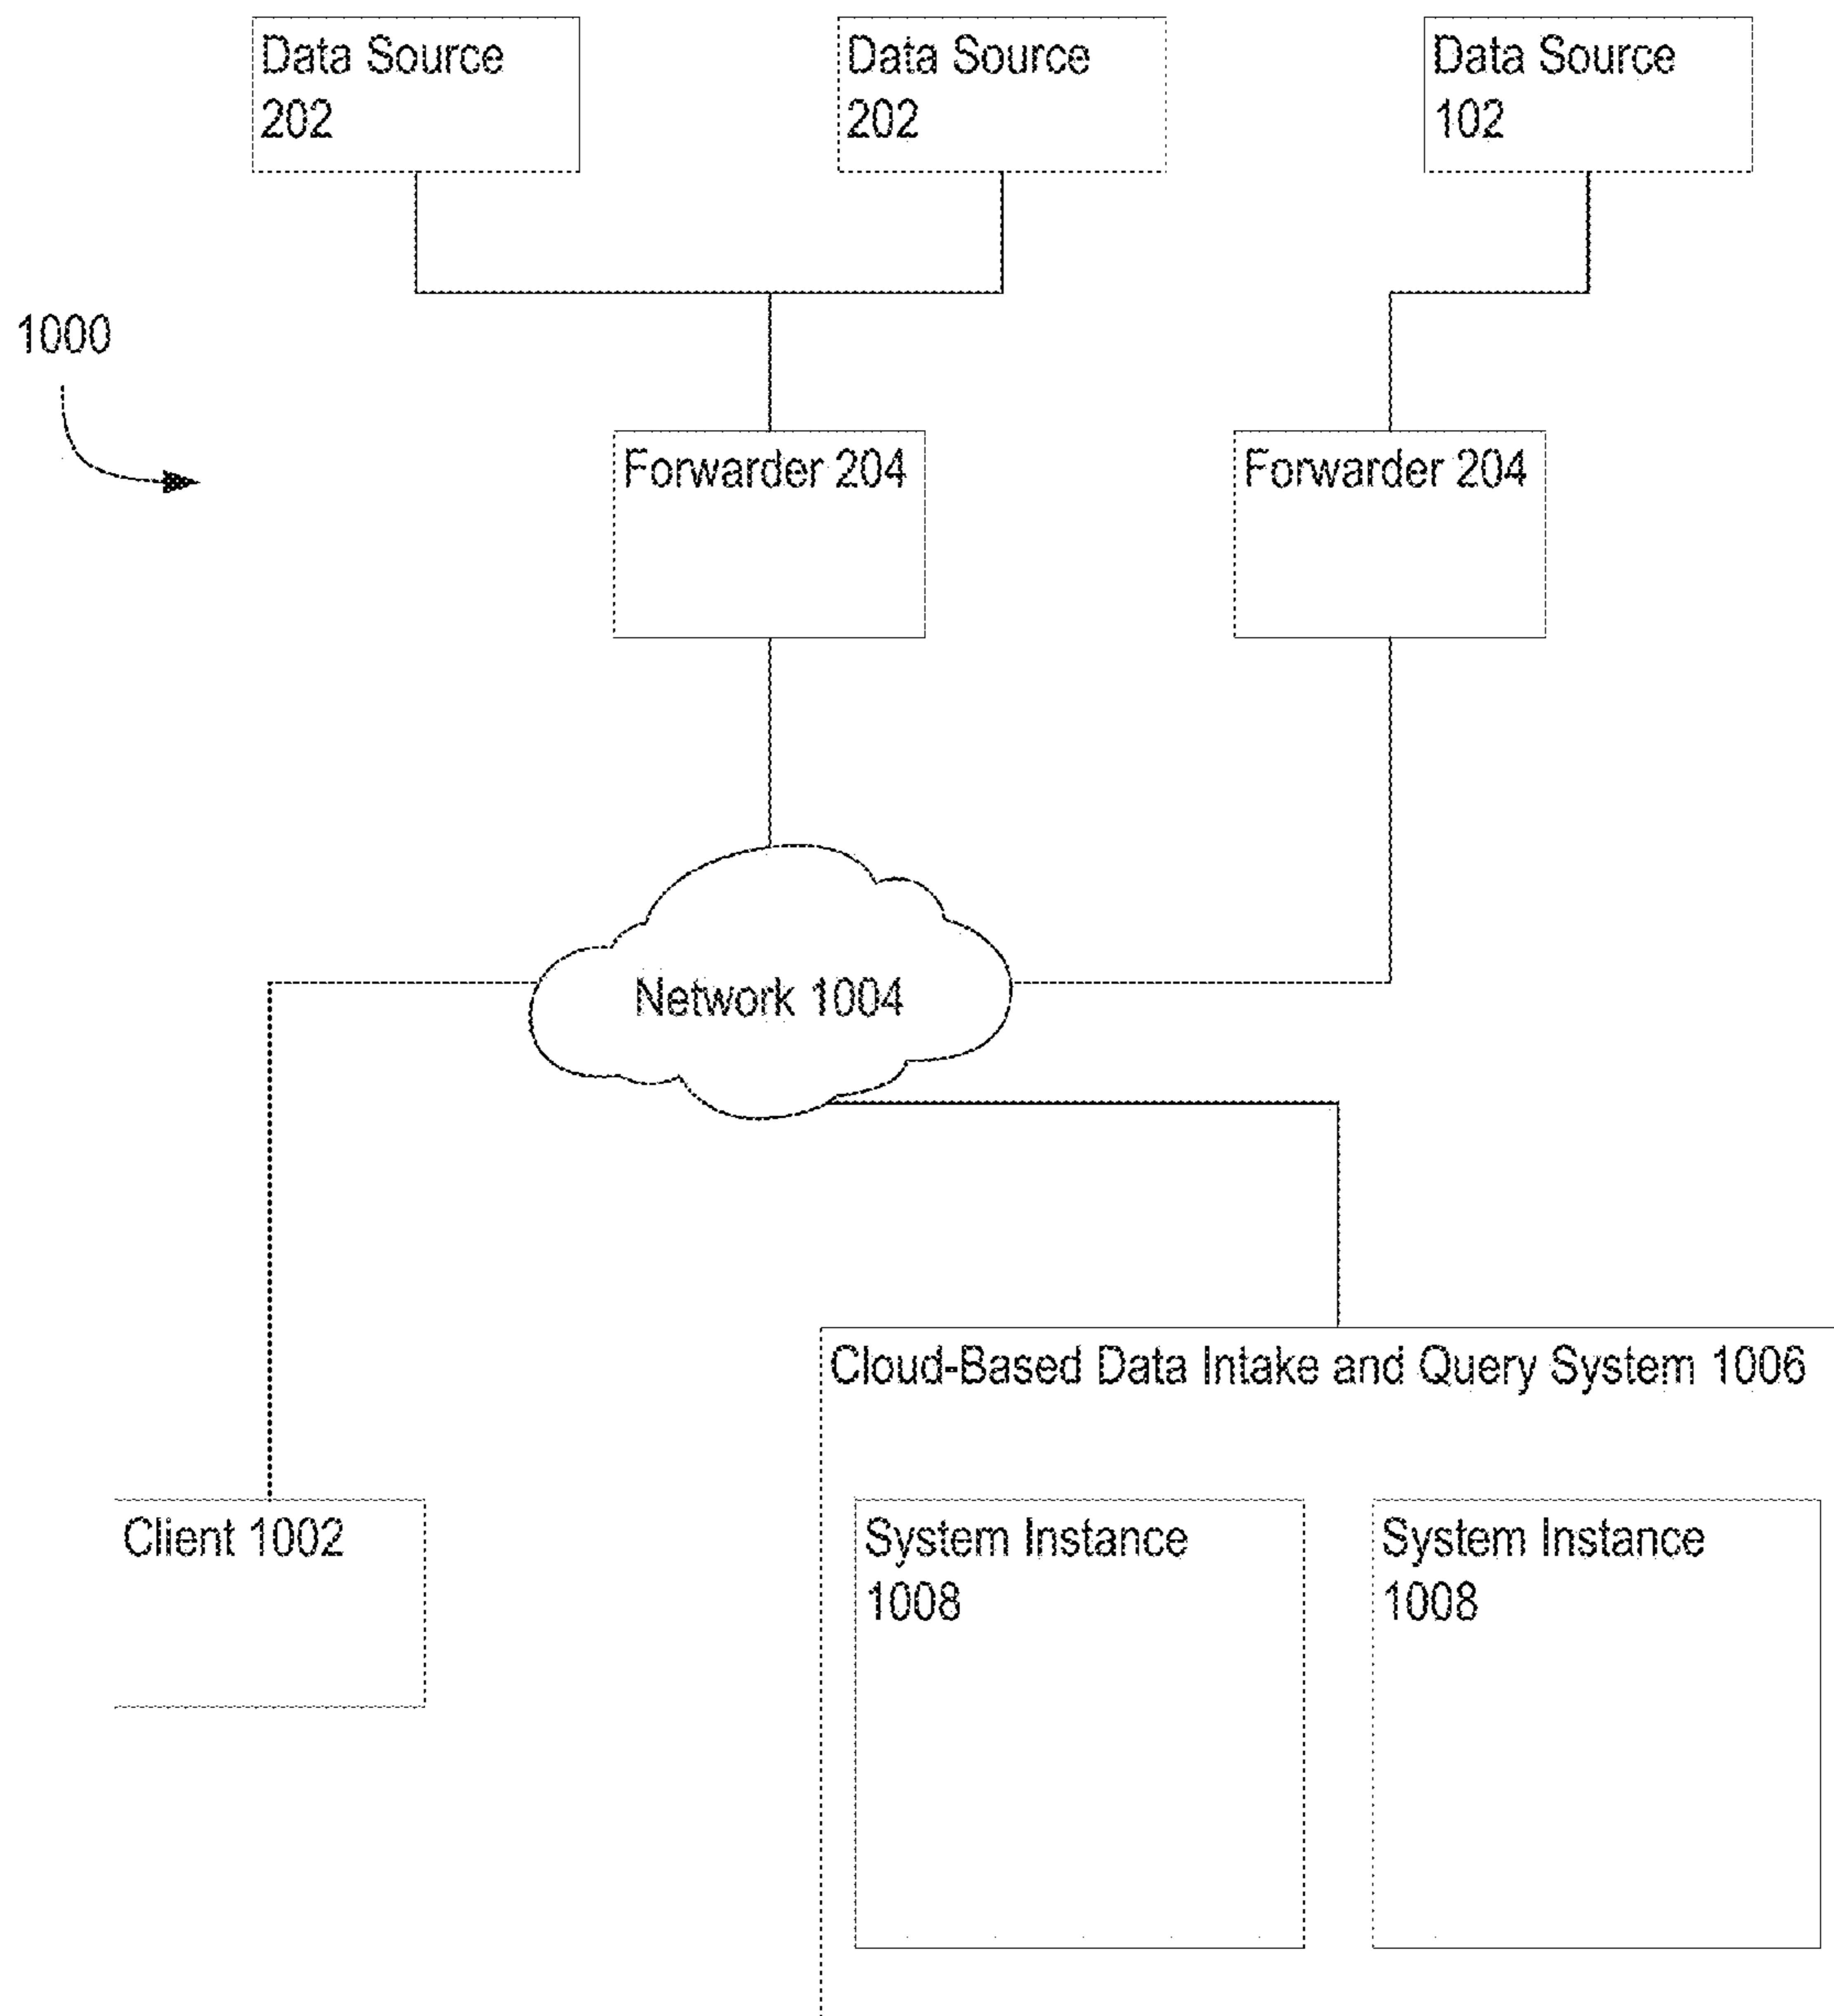 Data Source
202
Data Source
202
Data Source
102
1000
Forwarder 204
Forwarder 204
Network 1004
Cloud-Based Data Intake and Query System 1006
Client 1002
System Instance
1008
System Instance
1008